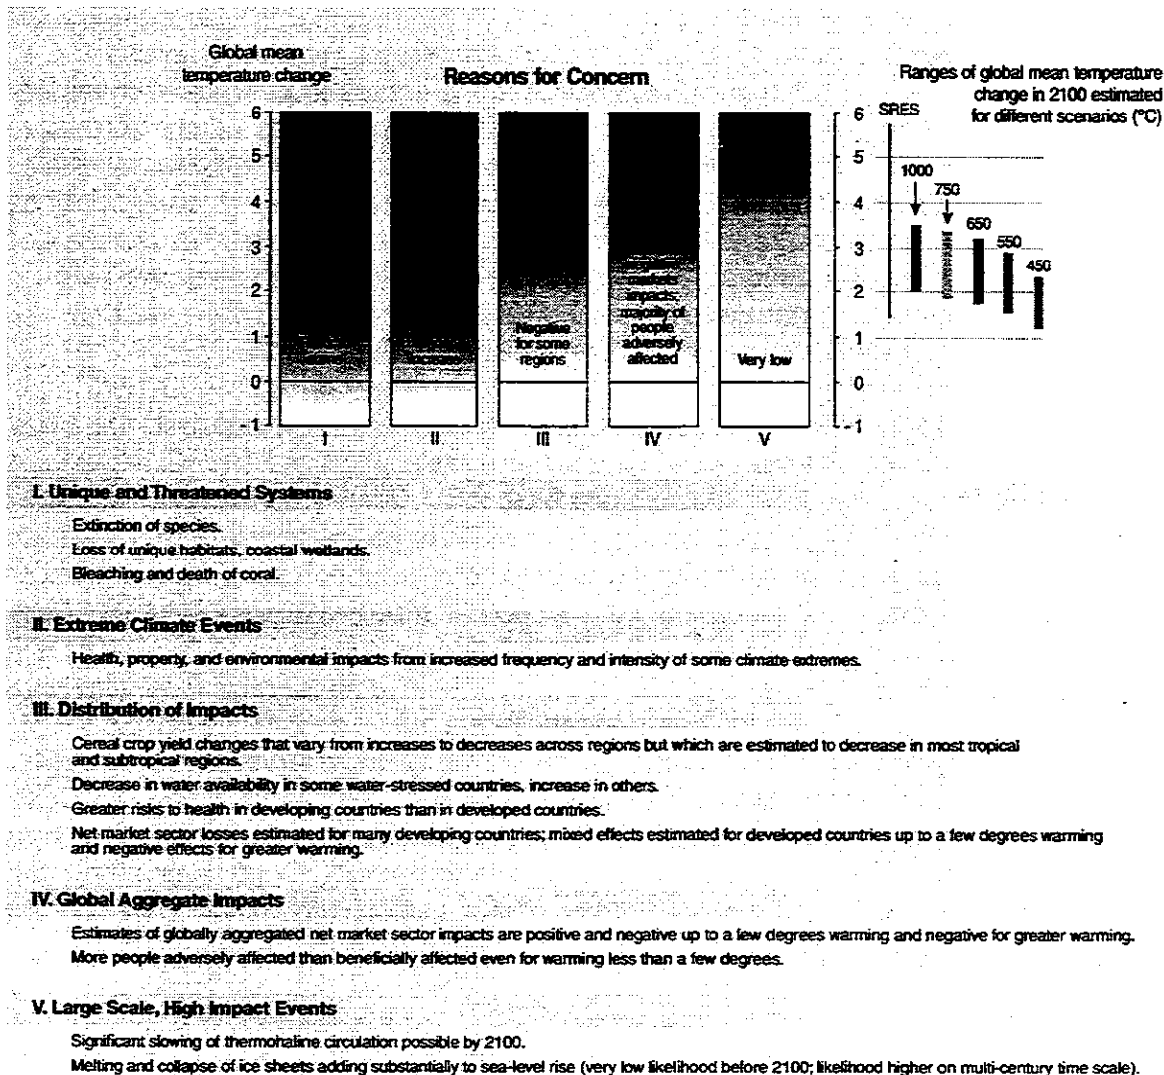 Global mean
temperature change
Reasons for Concern
Ranges of global mean temperature
change in 2100 estimated
for different scenarios (°C)
SRES
6
5
4
3
2
1
0
-1
6
5
4
3
2
1
0
-1
1000
750
650
550
450
Increase
Negative
for some
regions
impacts;
majority of
people
adversely
affected
Very low
I
II
III
IV
V
I. Unique and Threatened Systems
Extinction of species.
Loss of unique habitats, coastal wetlands.
Bleaching and death of coral.
II. Extreme Climate Events
Health, property, and environmental impacts from increased frequency and intensity of some climate extremes.
III. Distribution of Impacts
Cereal crop yield changes that vary from increases to decreases across regions but which are estimated to decrease in most tropical
and subtropical regions.
Decrease in water availability in some water-stressed countries, increase in others.
Greater risks to health in developing countries than in developed countries.
Net market sector losses estimated for many developing countries; mixed effects estimated for developed countries up to a few degrees warming
and negative effects for greater warming.
IV. Global Aggregate Impacts
Estimates of globally aggregated net market sector impacts are positive and negative up to a few degrees warming and negative for greater warming.
More people adversely affected than beneficially affected even for warming less than a few degrees.
V. Large Scale, High Impact Events
Significant slowing of thermohaline circulation possible by 2100.
Melting and collapse of ice sheets adding substantially to sea-level rise (very low likelihood before 2100; likelihood higher on multi-century time scale).